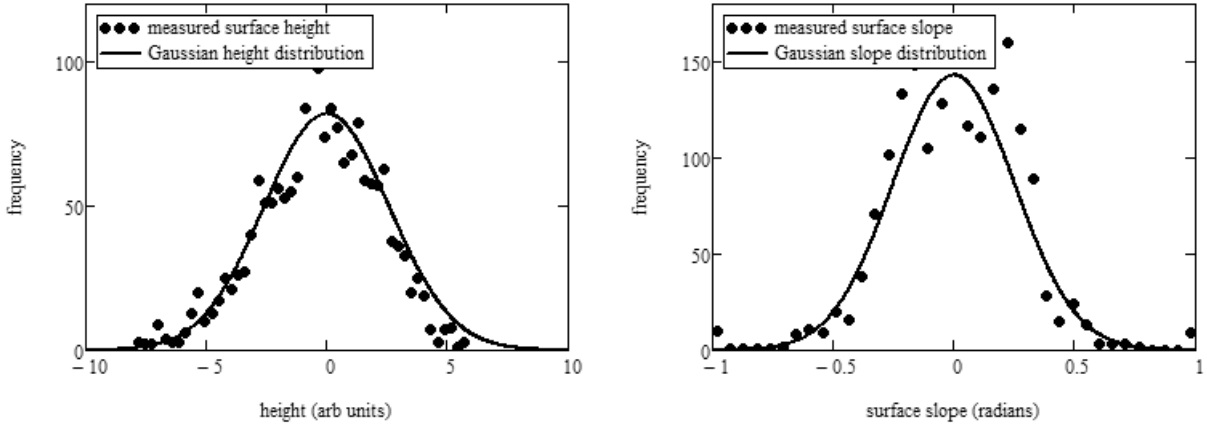 measured surface height
Gaussian height distribution
100
50
0
−10
−5
0
5
10
frequency
height (arb units)
measured surface slope
Gaussian slope distribution
150
100
50
0
−1
−0.5
0
0.5
1
frequency
surface slope (radians)